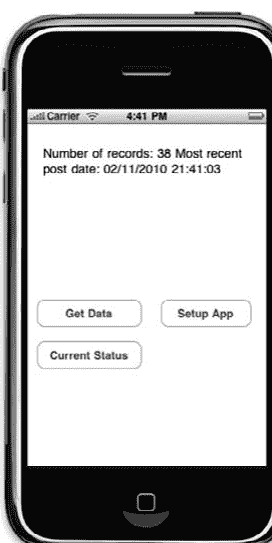 Carrier 4:41 PM
Number of records: 38 Most recent
post date: 02/11/2010 21:41:03
Get Data Setup App
Current Status